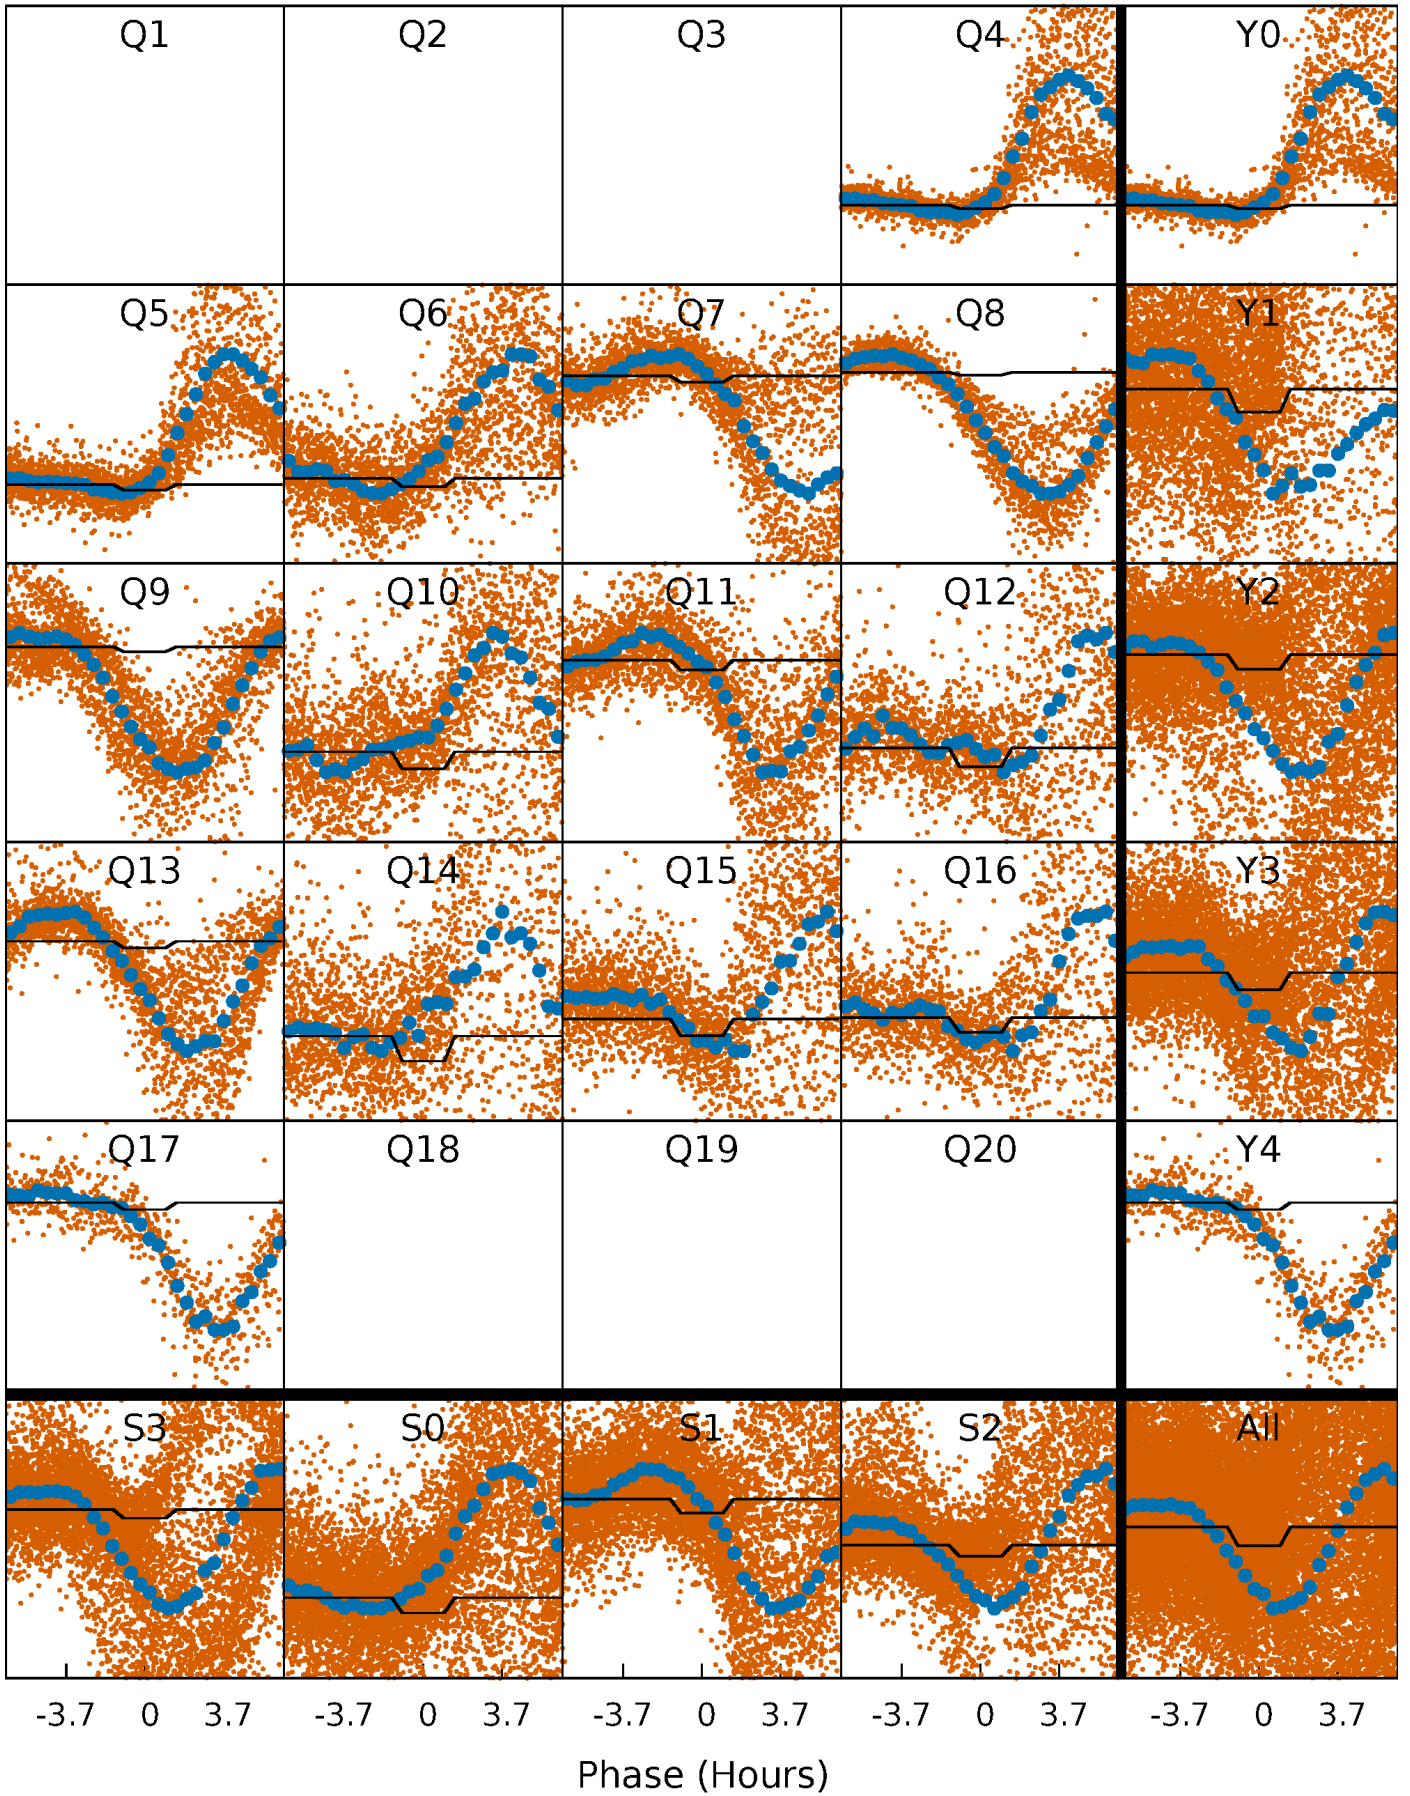 Q1 Q2 Q3 Q4 Y0
Q5 Q6 Q7 Q8 Y1
Q9 Q10 Q11 Q12 Y2
Q13 Q14 Q15 Q16 Y3
Q17 Q18 Q19 Q20 Y4
S3 S0 S1 S2 All
-3.7 0 3.7 -3.7 0 3.7 -3.7 0 3.7 -3.7 0 3.7 -3.7 0 3.7
Phase (Hours)